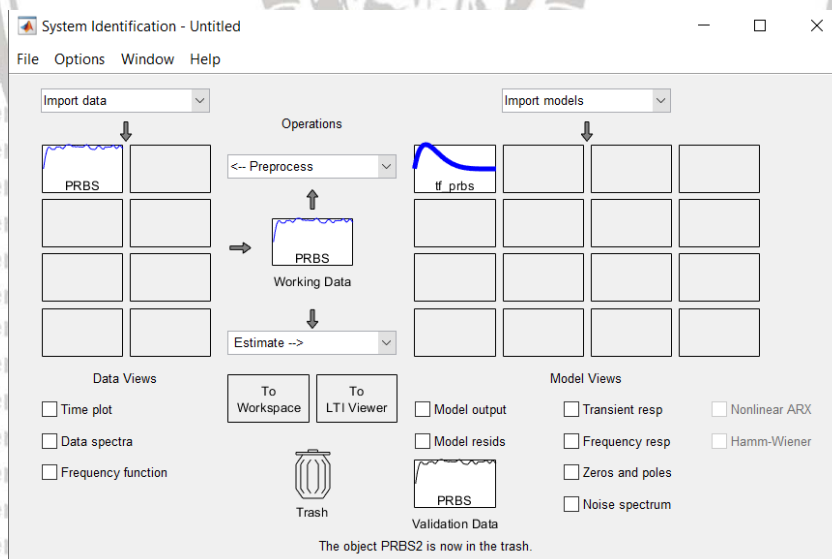 System Identification - Untitled
File Options Window Help
Import data
Import models
Operations
<-- Preprocess
PRBS
tf_prbs
PRBS
Working Data
Estimate -->
Data Views
Model Views
To Workspace
To LTI Viewer
Time plot
Data spectra
Frequency function
Model output
Model resids
Transient resp
Frequency resp
Zeros and poles
Noise spectrum
Nonlinear ARX
Hamm-Wiener
Trash
PRBS
Validation Data
The object PRBS2 is now in the trash.